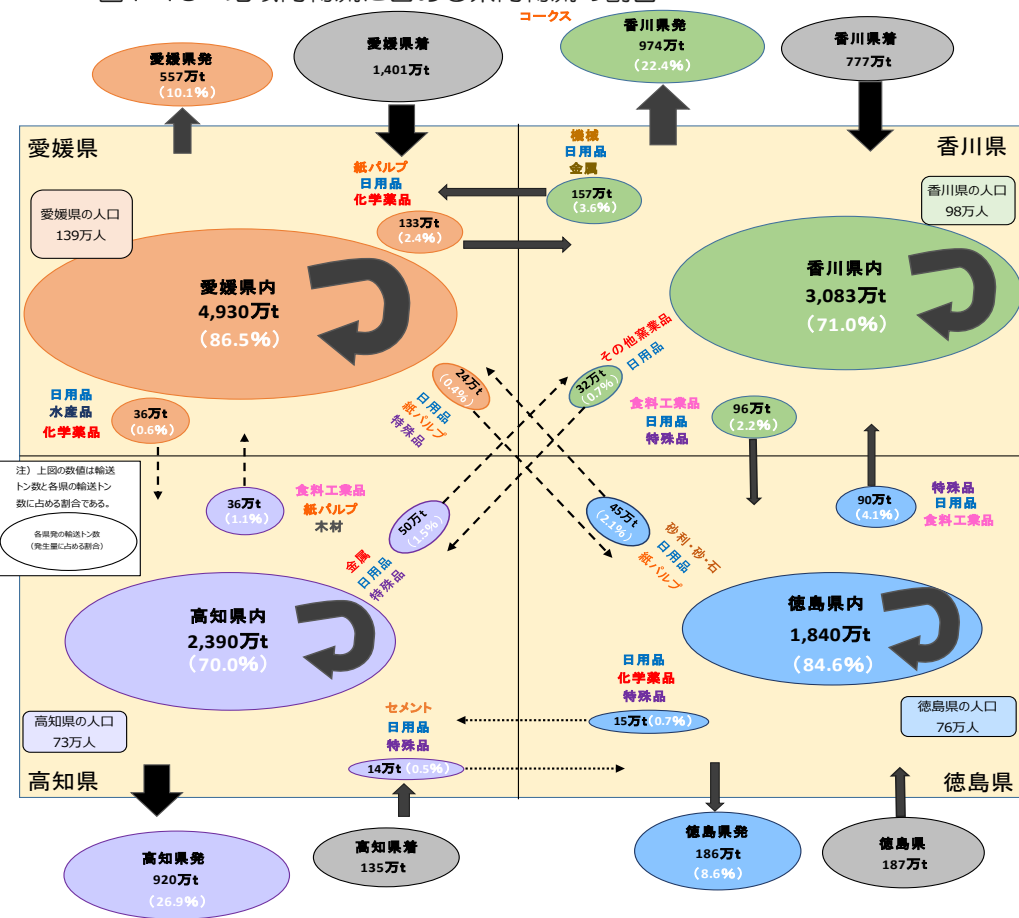 コークス
愛媛県発
557万t
(10.1%)
愛媛県着
1,401万t
香川県発
974万t
(22.4%)
香川県着
777万t
愛媛県
香川県
愛媛県の人口
139万人
紙パルプ
日用品
化学薬品
133万t
(2.4%)
機械
日用品
金属
157万t
(3.6%)
香川県の人口
98万人
愛媛県内
4,930万t
(86.5%)
香川県内
3,083万t
(71.0%)
日用品
水産品
化学薬品
36万t
(0.6%)
24万t
(0.4%)
日用品
紙パルプ
特殊品
その他窯業品
日用品
32万t
(0.7%)
食料工業品
日用品
特殊品
96万t
(2.2%)
注）上図の数値は輸送
トン数と各県の輸送トン
数に占める割合である。
各県発の輸送トン数
（発生量に占める割合）
36万t
(1.1%)
食料工業品
紙パルプ
木材
50万t
(1.5%)
金属
日用品
特殊品
45万t
(2.1%)
砂利・砂・石
日用品
紙パルプ
90万t
(4.1%)
特殊品
日用品
食料工業品
高知県内
2,390万t
(70.0%)
徳島県内
1,840万t
(84.6%)
日用品
化学薬品
特殊品
15万t(0.7%)
セメント
日用品
特殊品
14万t(0.5%)
高知県の人口
73万人
徳島県の人口
76万人
高知県
徳島県
高知県発
920万t
(26.9%)
高知県着
135万t
徳島県発
186万t
(8.6%)
徳島県
187万t